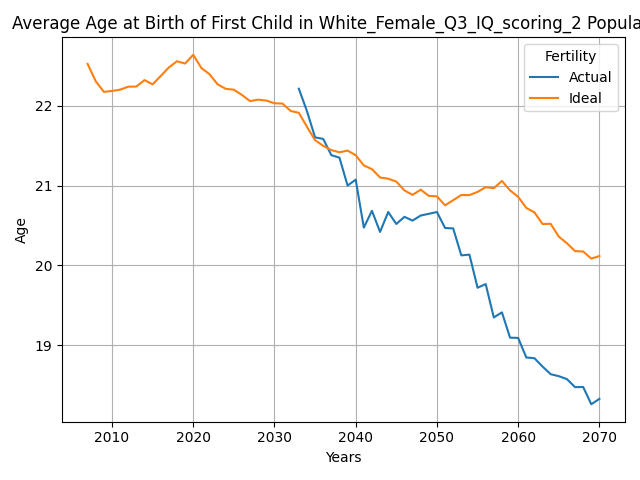 Average Age at Birth of First Child in White_Female_Q3_IQ_scoring_2 Popula
Fertility
Actual
Ideal
22
21
20
19
Age
2010 2020 2030 2040 2050 2060 2070
Years